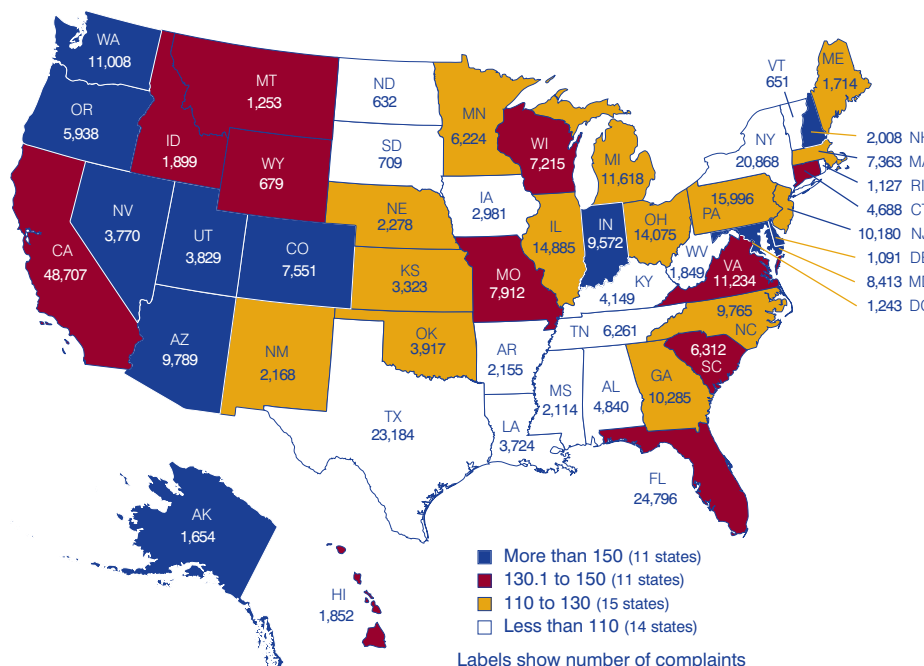 WA
11,008
OR
5,938
CA
48,707
ID
1,899
NV
3,770
MT
1,253
WY
679
UT
3,829
CO
7,551
AZ
9,789
NM
2,168
ND
632
SD
709
NE
2,278
KS
3,323
OK
3,917
TX
23,184
MN
6,224
IA
2,981
MO
7,912
AR
2,155
LA
3,724
WI
7,215
IL
14,885
MI
11,618
IN
9,572
OH
14,075
KY
4,149
TN 6,261
MS
2,114
AL
4,840
GA
10,285
FL
24,796
6,312
SC
9,765
NC
VA
11,234
WV
1,849
15,996
PA
NY
20,868
VT
651
ME
1,714
2,008 NH
7,363 MA
1,127 RI
4,688 CT
10,180 NJ
1,091 DE
8,413 MD
1,243 DC
AK
1,654
HI
1,852
More than 150 (11 states)
130.1 to 150 (11 states)
110 to 130 (15 states)
Less than 110 (14 states)
Labels show number of complaints